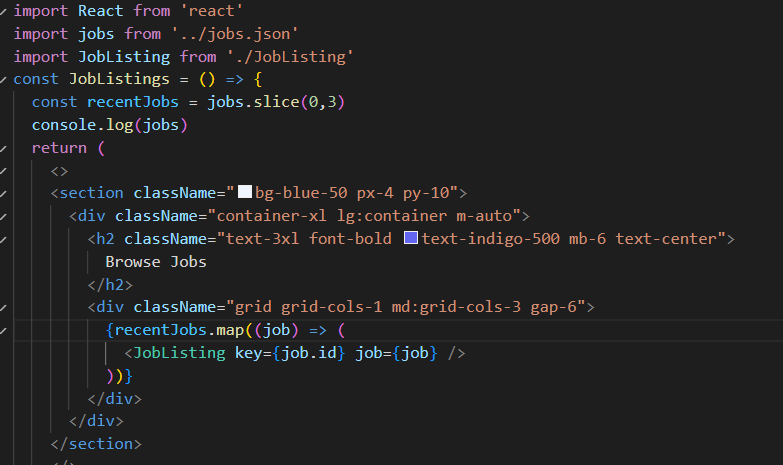 import React from 'react'
import jobs from '../jobs.json'
import JobListing from './JobListing'
const JobListings = () => {
  const recentJobs = jobs.slice(0,3)
  console.log(jobs)
  return (
    <>
    <section className="bg-blue-50 px-4 py-10">
      <div className="container-xl lg:container m-auto">
        <h2 className="text-3xl font-bold text-indigo-500 mb-6 text-center">
          Browse Jobs
        </h2>
        <div className="grid grid-cols-1 md:grid-cols-3 gap-6">
          {recentJobs.map((job) => (
            <JobListing key={job.id} job={job} />
          ))}
        </div>
      </div>
    </section>